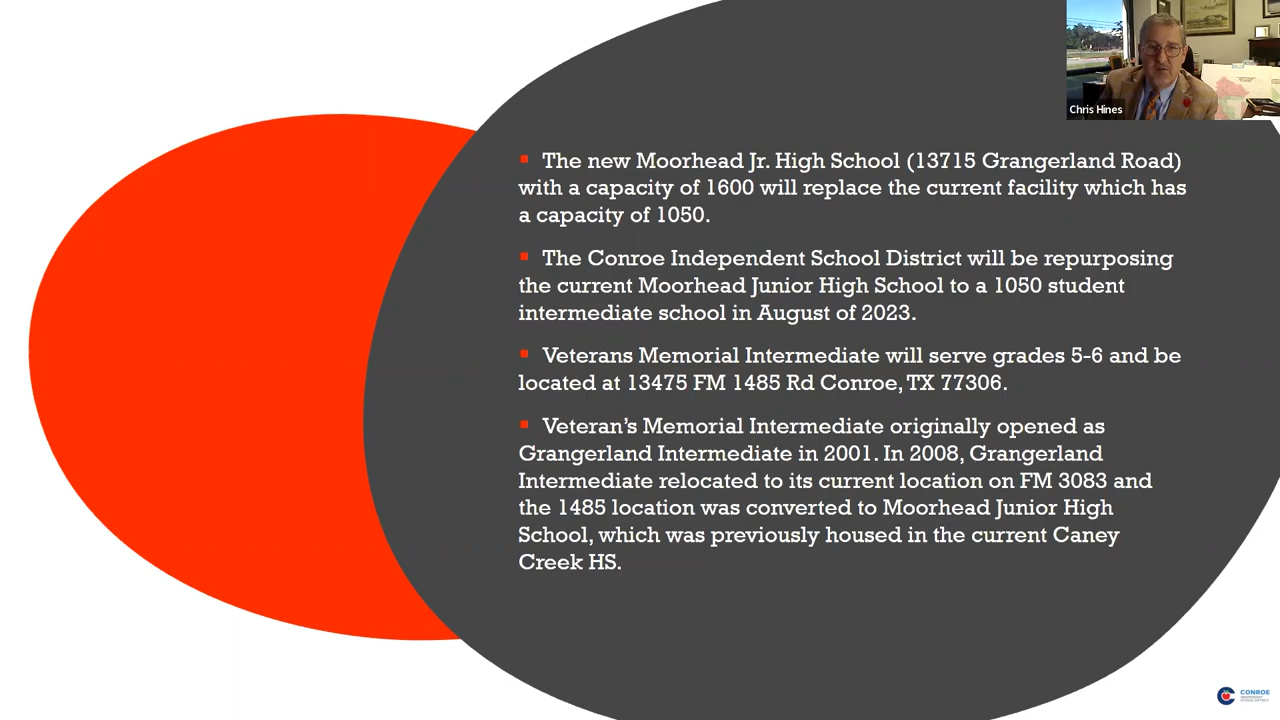 Chris Hines
▪ The new Moorhead Jr. High School (13715 Grangerland Road)
with a capacity of 1600 will replace the current facility which has
a capacity of 1050.
▪ The Conroe Independent School District will be repurposing
the current Moorhead Junior High School to a 1050 student
intermediate school in August of 2023.
▪ Veterans Memorial Intermediate will serve grades 5-6 and be
located at 13475 FM 1485 Rd Conroe, TX 77306.
▪ Veteran’s Memorial Intermediate originally opened as
Grangerland Intermediate in 2001. In 2008, Grangerland
Intermediate relocated to its current location on FM 3083 and
the 1485 location was converted to Moorhead Junior High
School, which was previously housed in the current Caney
Creek HS.
CONROE
INDEPENDENT
SCHOOL DISTRICT